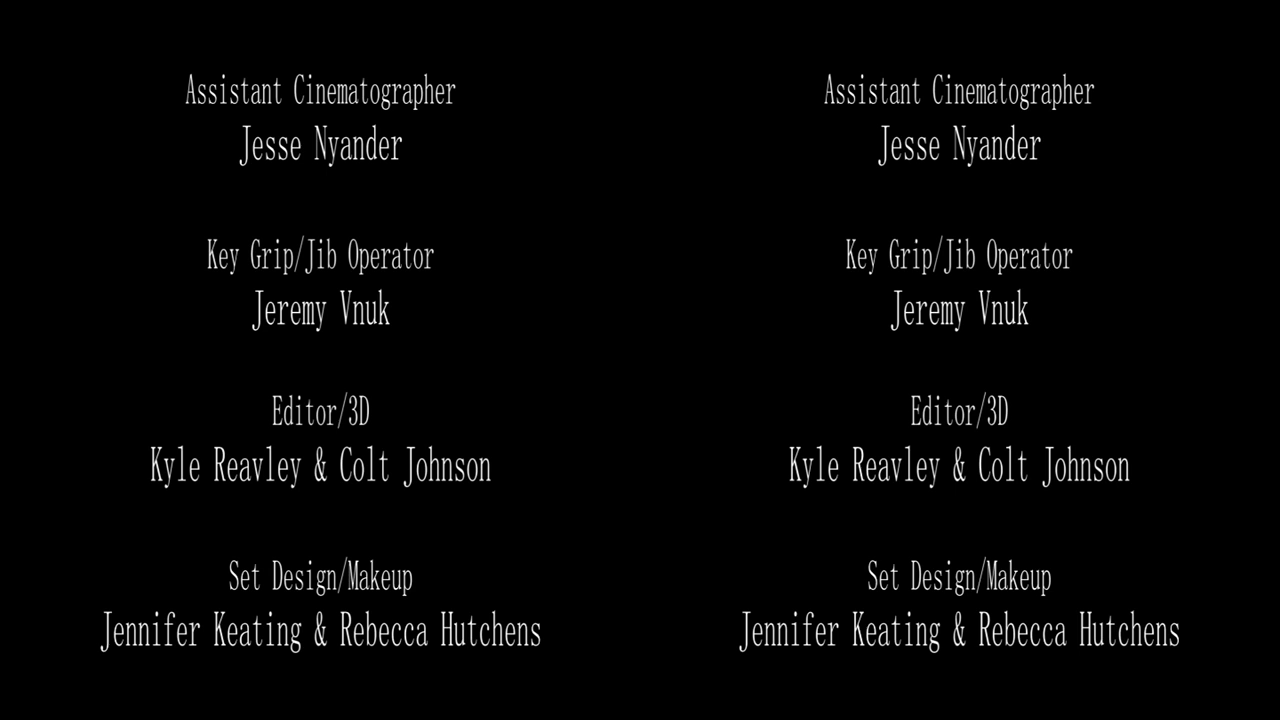 Assistant Cinematographer
Jesse Nyander
Key Grip/Jib Operator
Jeremy Vnuk
Editor/3D
Kyle Reavley & Colt Johnson
Set Design/Makeup
Jennifer Keating & Rebecca Hutchens
Assistant Cinematographer
Jesse Nyander
Key Grip/Jib Operator
Jeremy Vnuk
Editor/3D
Kyle Reavley & Colt Johnson
Set Design/Makeup
Jennifer Keating & Rebecca Hutchens